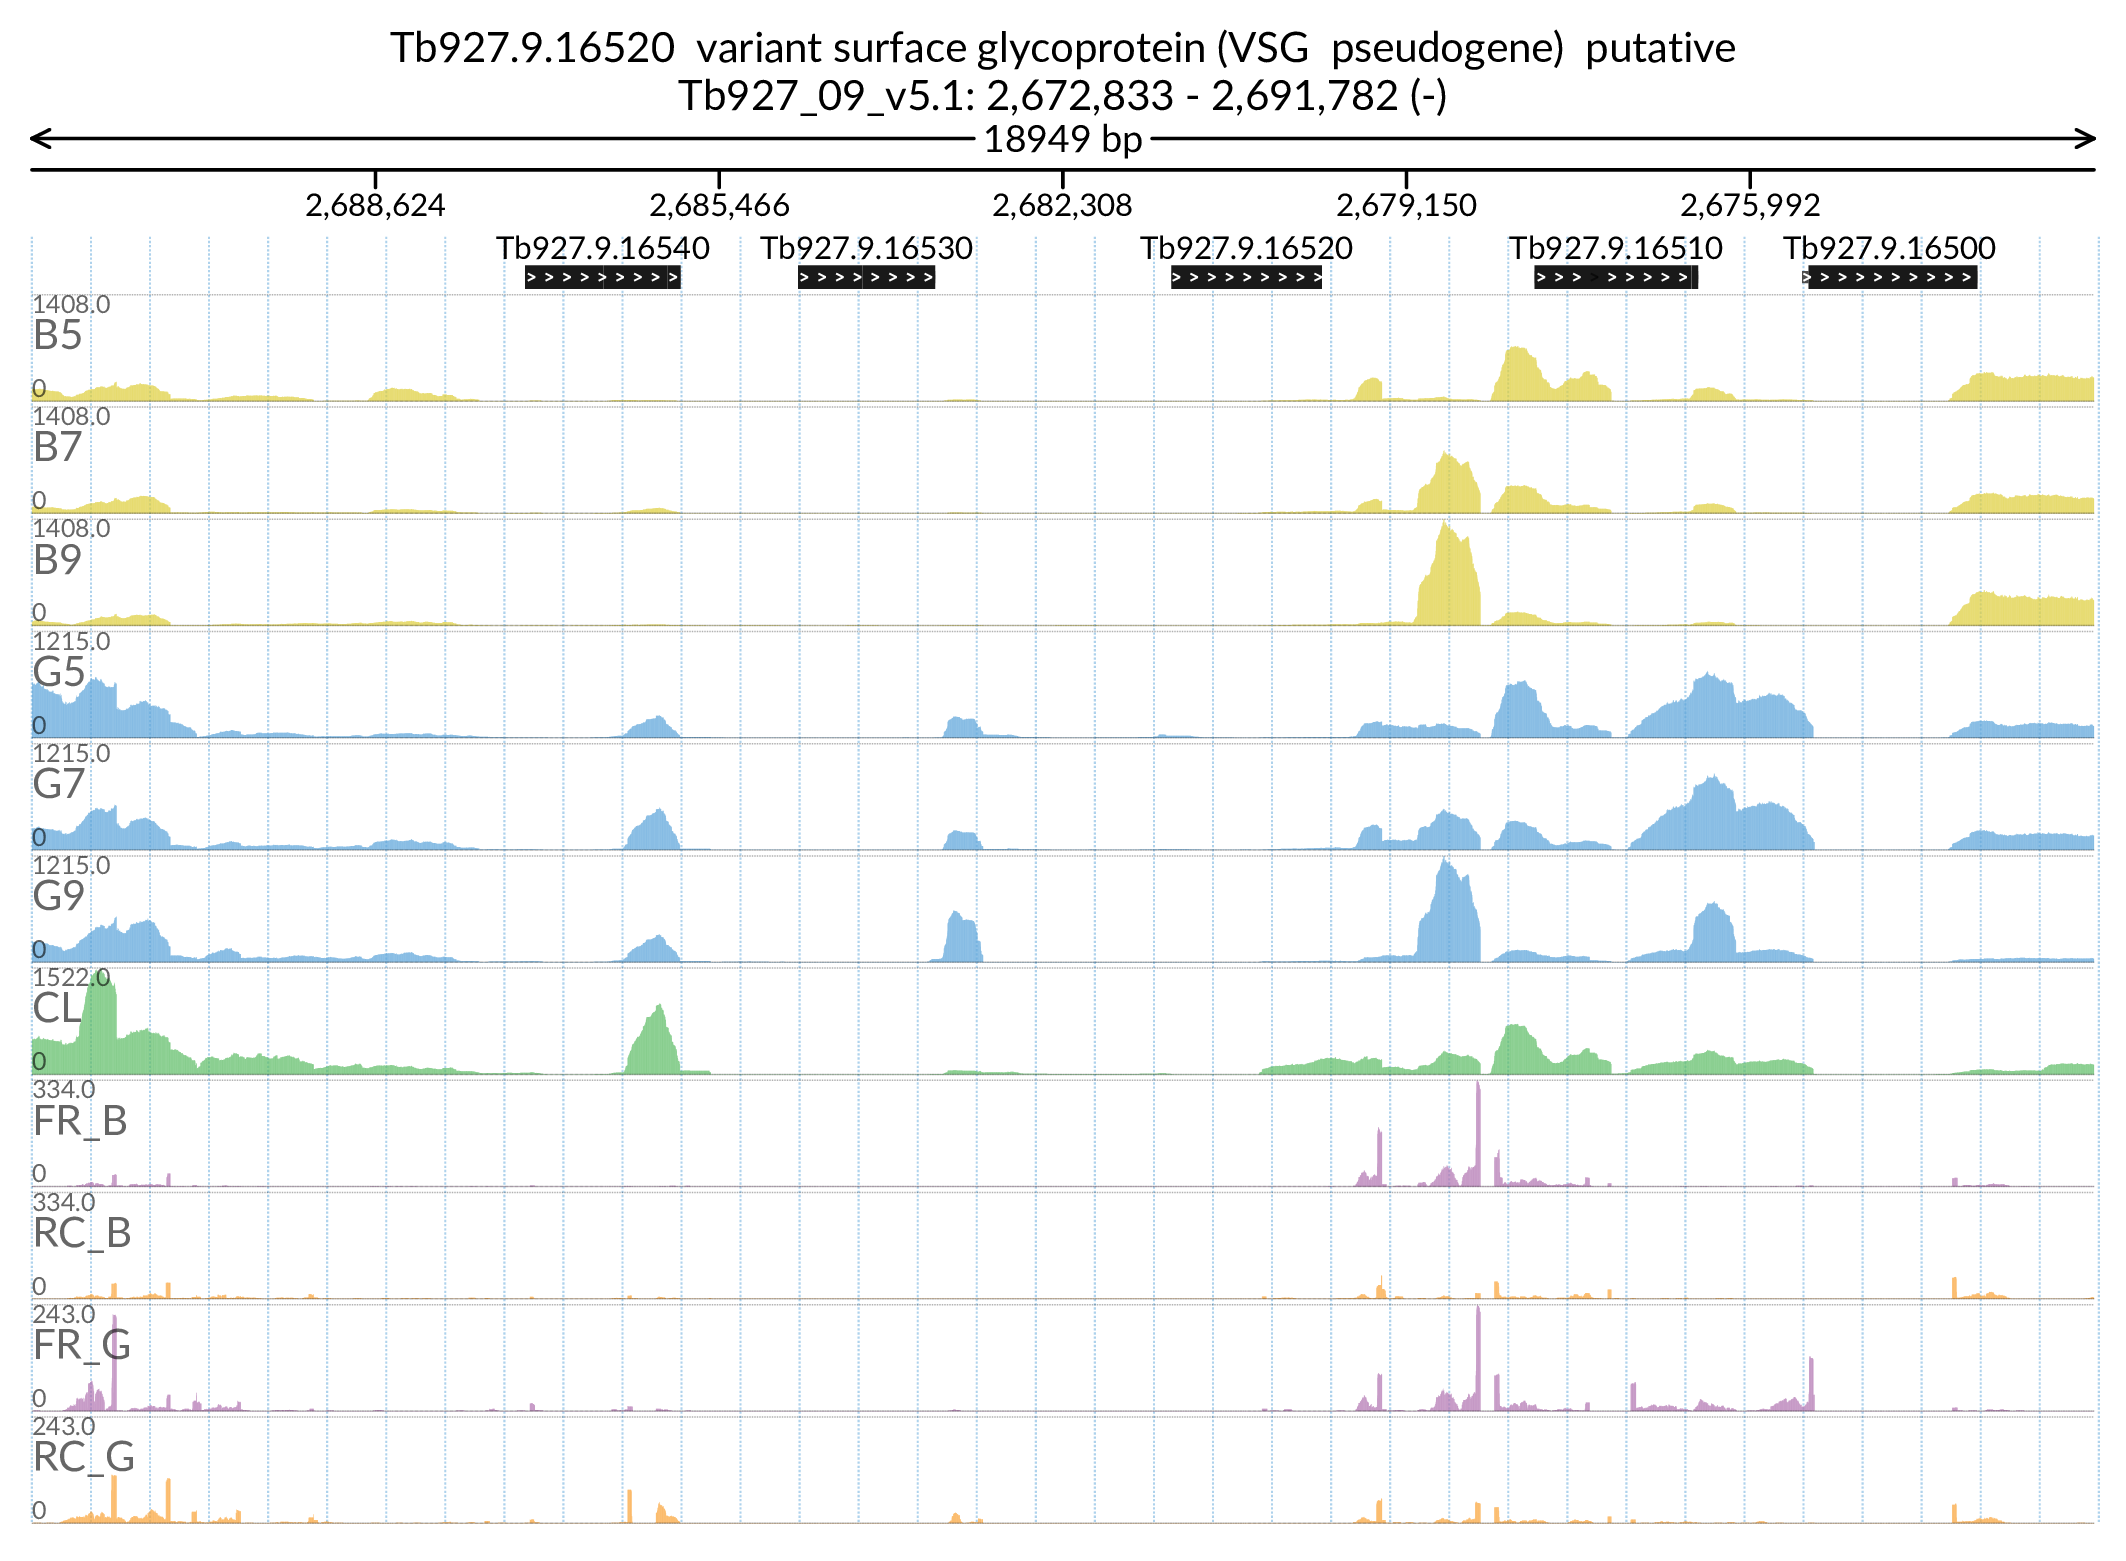 Tb927.9.16520  variant surface glycoprotein (VSG  pseudogene)  putative
Tb927_09_v5.1: 2,672,833 - 2,691,782 (-)
18949 bp
2,688,624 2,685,466 2,682,308 2,679,150 2,675,992
Tb927.9.16540 Tb927.9.16530 Tb927.9.16520 Tb927.9.16510 Tb927.9.16500
1408.0
B5
0
1408.0
B7
0
1408.0
B9
0
1215.0
G5
0
1215.0
G7
0
1215.0
G9
0
1522.0
CL
0
334.0
FR_B
0
334.0
RC_B
0
243.0
FR_G
0
243.0
RC_G
0